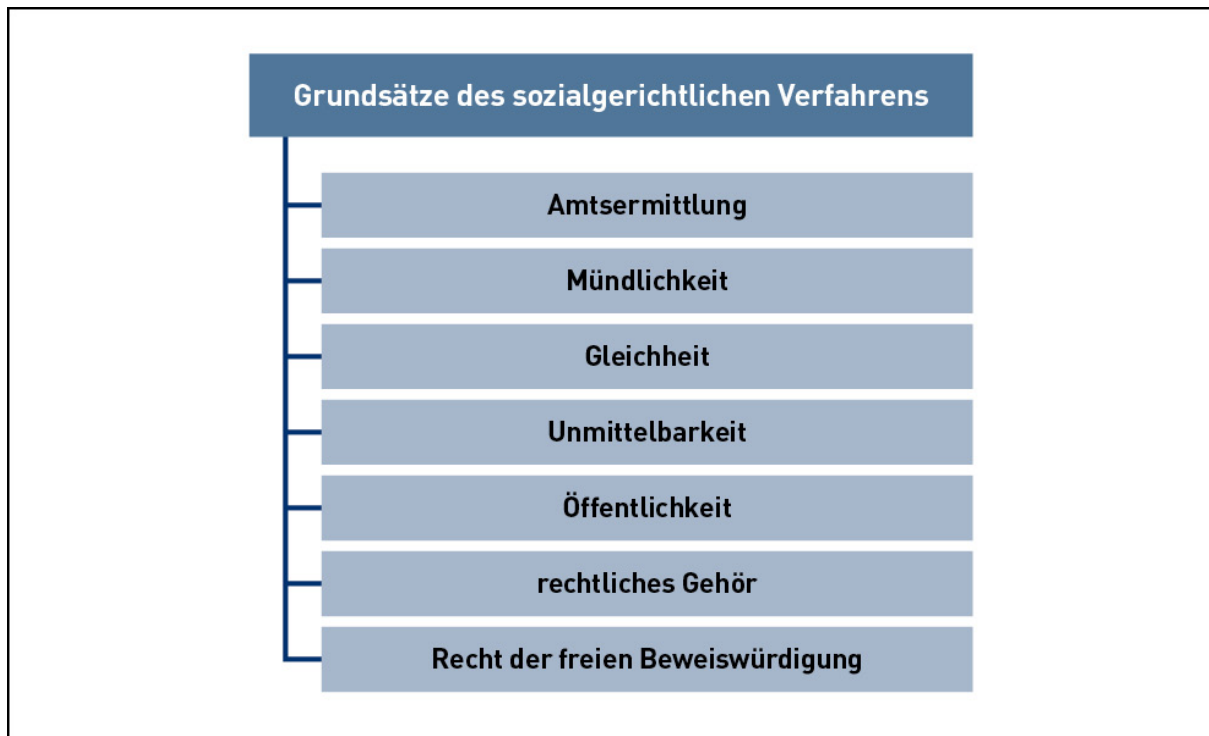 Grundsätze des sozialgerichtlichen Verfahrens
Amtsermittlung
Mündlichkeit
Gleichheit
Unmittelbarkeit
Öffentlichkeit
rechtliches Gehör
Recht der freien Beweiswürdigung